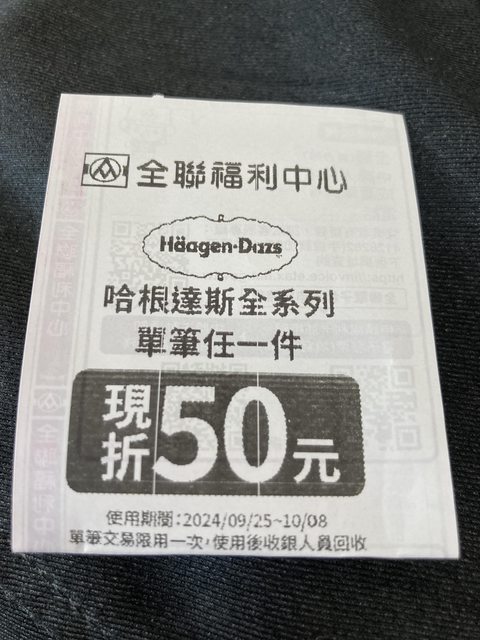 全聯福利中心
Häagen-Dazs
哈根達斯全系列
單筆任一件
現折50元
使用期間:2024/09/25~10/08
單筆交易限用一次,使用後收銀人員回收